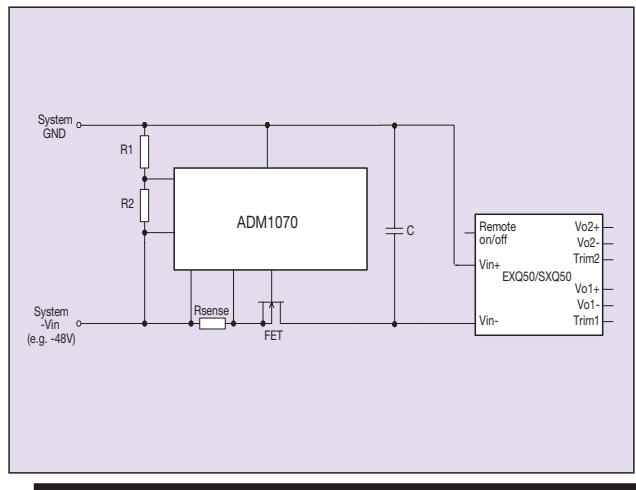 System
GND
R1
R2
ADM1070
C
Remote
on/off
Vin+
EXQ50/SXQ50
Vin-
Vo2+
Vo2-
Trim2
Vo1+
Vo1-
Trim1
System
-Vin
(e.g. -48V)
Rsense
FET